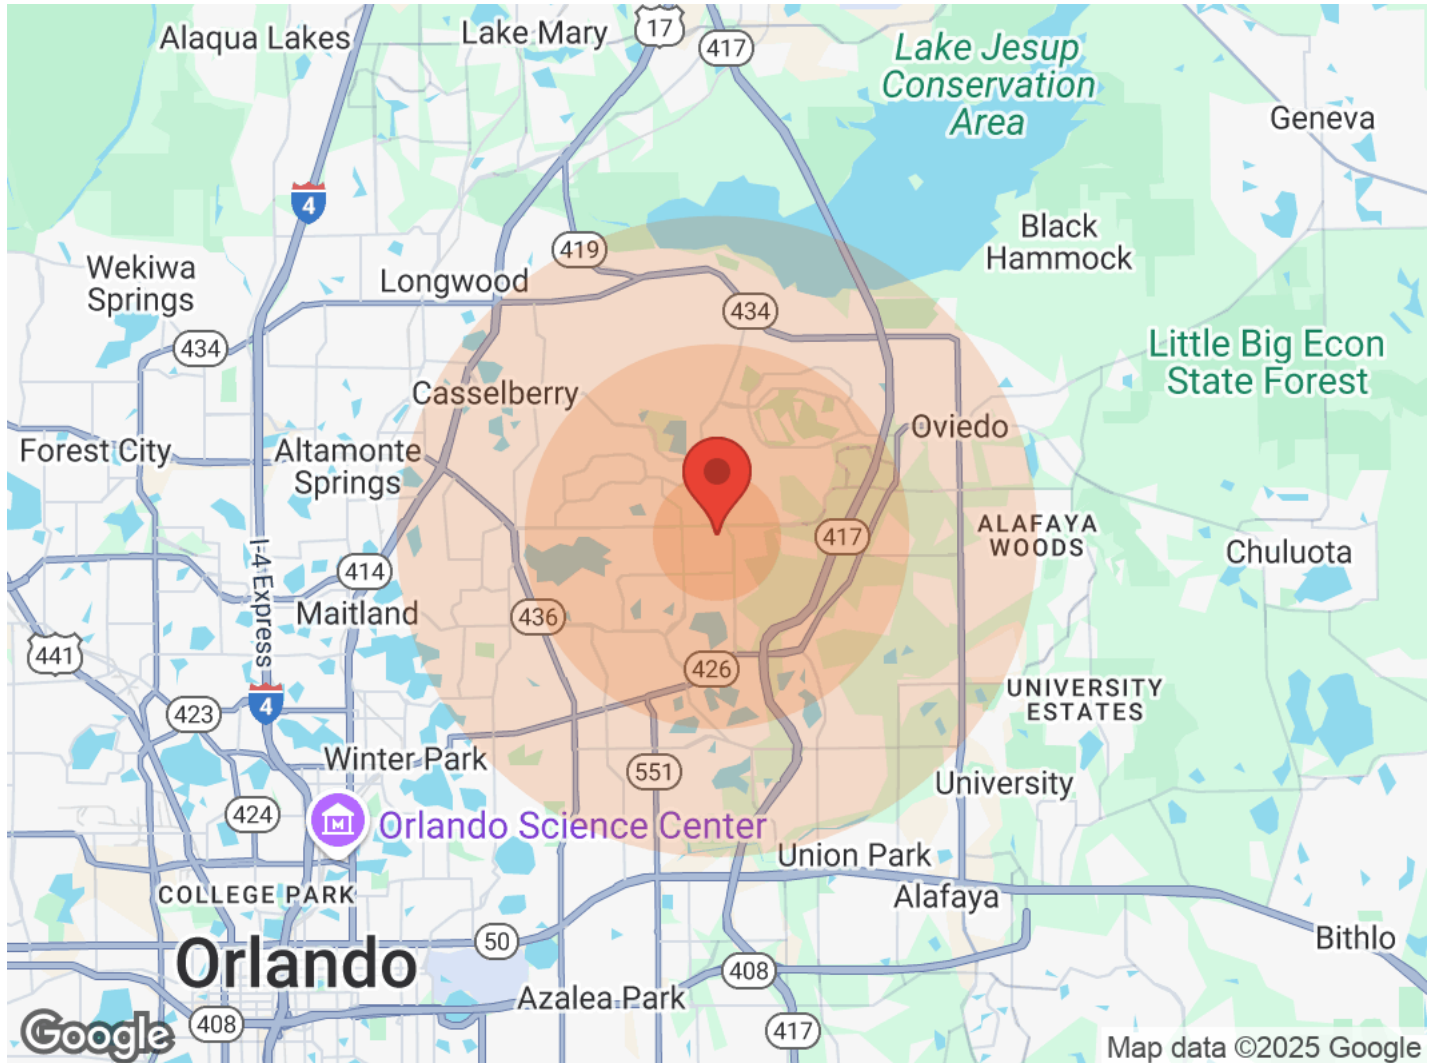 Alaqua Lakes
Lake Mary
17
417
Lake Jesup
Conservation
Area
Geneva
4
Black
Hammock
419
Wekiwa
Springs
Longwood
434
434
Little Big Econ
State Forest
Casselberry
Oviedo
Forest City
Altamonte
Springs
417
ALAFAYA
WOODS
Chuluota
I-4 Express
414
Maitland
436
441
426
UNIVERSITY
ESTATES
4
423
Winter Park
551
University
424
M
Orlando Science Center
Union Park
COLLEGE PARK
Alafaya
50
Bithlo
Orlando
408
Azalea Park
408
417
Google
Map data ©2025 Google